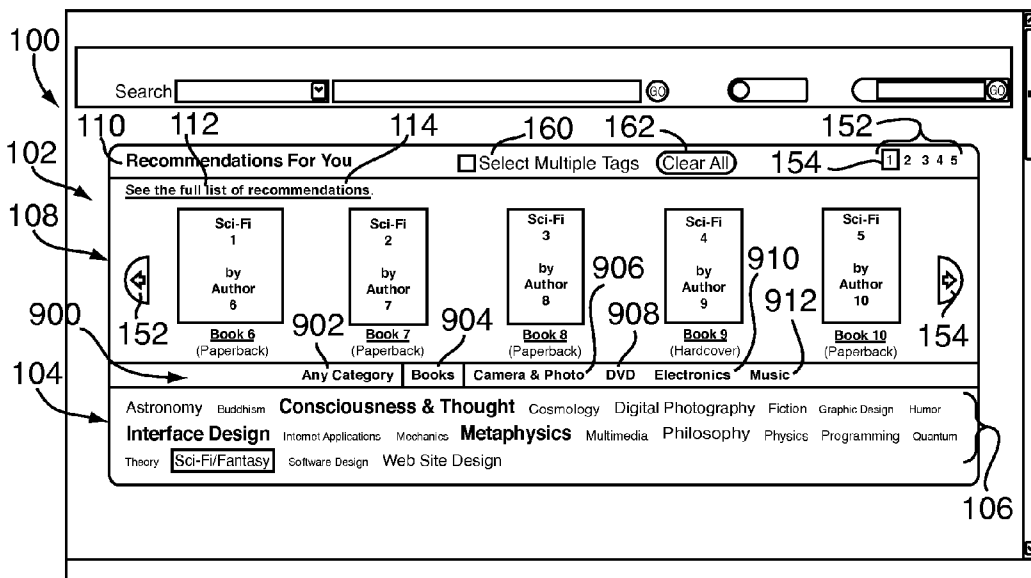 100
Search GO GO
110 112 114 160 162 152
102 Recommendations For You Select Multiple Tags Clear All 154 1 2 3 4 5
See the full list of recommendations.
108 Sci-Fi 1 by Author 6 Sci-Fi 2 by Author 7 Sci-Fi 3 by Author 8 Sci-Fi 4 by Author 9 Sci-Fi 5 by Author 10
906 910
900 152 902 904 908 912 154
Book 6 Book 7 Book 8 Book 9 Book 10
(Paperback) (Paperback) (Paperback) (Hardcover) (Paperback)
104 Any Category Books Camera & Photo DVD Electronics Music
Astronomy Buddhism Consciousness & Thought Cosmology Digital Photography Fiction Graphic Design Humor
Interface Design Internet Applications Mechanics Metaphysics Multimedia Philosophy Physics Programming Quantum
Theory Sci-Fi/Fantasy Software Design Web Site Design
106